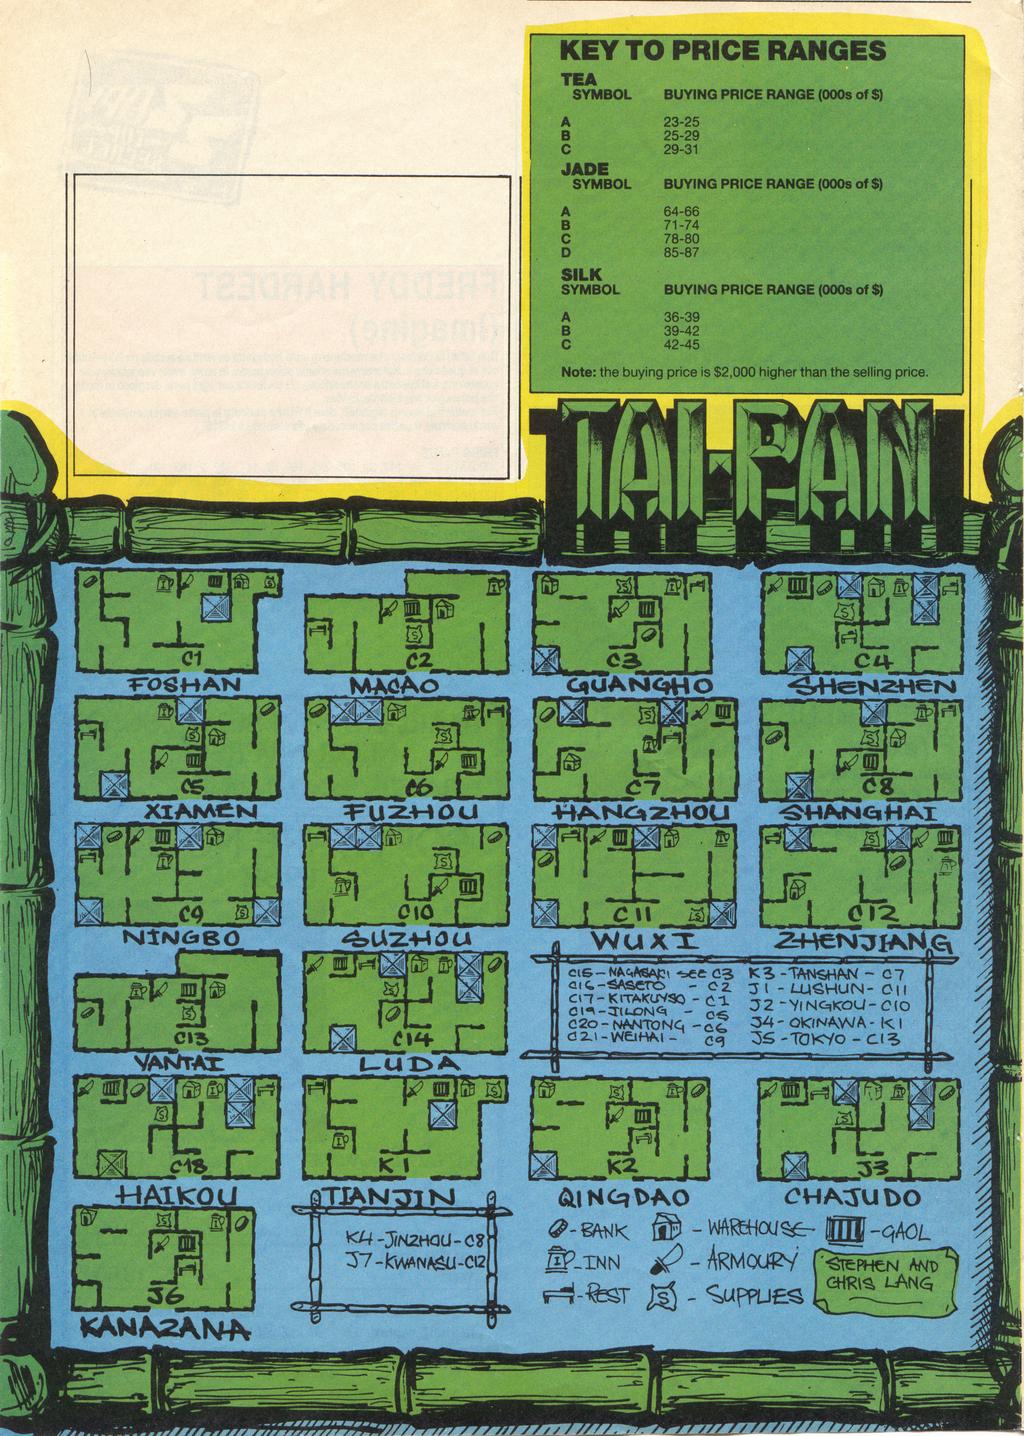 KEY TO PRICE RANGES
TEA
SYMBOL BUYING PRICE RANGE (000s of $)
A 23-25
B 25-29
C 29-31
JADE
SYMBOL BUYING PRICE RANGE (000s of $)
A 64-66
B 71-74
C 78-80
D 85-87
SILK
SYMBOL BUYING PRICE RANGE (000s of $)
A 36-39
B 39-42
C 42-45
Note: the buying price is $2,000 higher than the selling price.
FREDDY HARDEST
(Imagine)
TAI-PAN
C1 C2 C3 C4
FOSHAN MACAO GUANGHO SHENZHEN
C5 C6 C7 C8
XIAMEN FUZHOU HANGZHOU SHANGHAI
C9 C10 C11 C12
NINGBO SUZHOU WUXI ZHENJIANG
C13 C14
YANTAI LUDA
C15-NAGASAKI SEE C3 K3-TANSHAN-C7
C16-SASETO - C2 J1-LUSHUN-C11
C17-KITAKUYSO-C1 J2-YINGKOU-C10
C19-JILONG - C5 J4-OKINAWA-K1
C20-NANTONG-C6 J5-TOKYO-C13
C21-WEIHAI- C9
C18 K1 K2 J3
HAIKOU TIANJIN QINGDAO CHAJUDO
J6
KANAZANA
K4-JINZHOU-C8
J7-KWANASU-C12
-BANK -WAREHOUSE -GAOL
-INN -ARMOURY
-REST -SUPPLIES
STEPHEN AND
CHRIS LANG